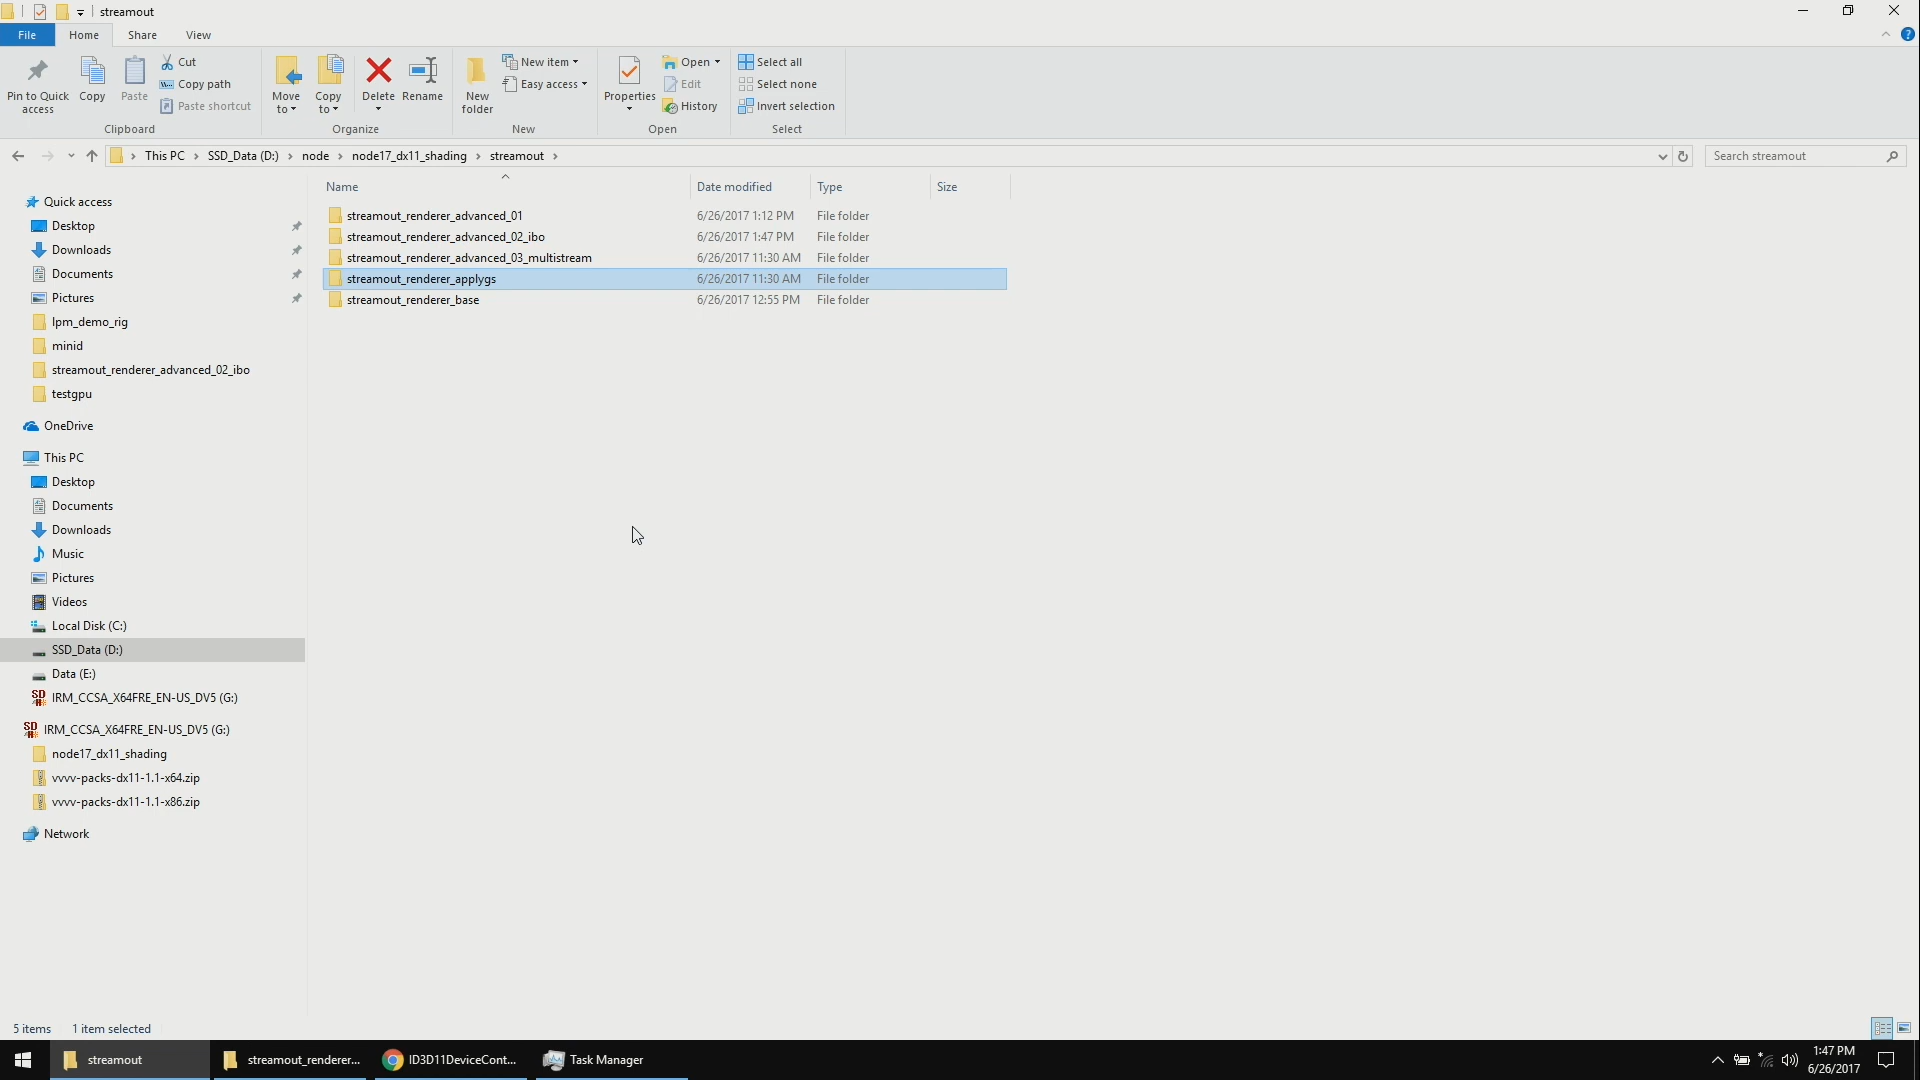 streamout
File
Home
Share
View
Pin to Quick access
Copy
Paste
Cut
Copy path
Paste shortcut
Clipboard
Move to
Copy to
Delete
Rename
Organize
New folder
New item
Easy access
New
Properties
Open
Edit
History
Open
Select all
Select none
Invert selection
Select
This PC > SSD_Data (D:) > node > node17_dx11_shading > streamout >
Search streamout
Name Date modified Type Size
streamout_renderer_advanced_01 6/26/2017 1:12 PM File folder
streamout_renderer_advanced_02_ibo 6/26/2017 1:47 PM File folder
streamout_renderer_advanced_03_multistream 6/26/2017 11:30 AM File folder
streamout_renderer_applygs 6/26/2017 11:30 AM File folder
streamout_renderer_base 6/26/2017 12:55 PM File folder
Quick access
Desktop
Downloads
Documents
Pictures
lpm_demo_rig
minid
streamout_renderer_advanced_02_ibo
testgpu
OneDrive
This PC
Desktop
Documents
Downloads
Music
Pictures
Videos
Local Disk (C:)
SSD_Data (D:)
Data (E:)
IRM_CCSA_X64FRE_EN-US_DV5 (G:)
IRM_CCSA_X64FRE_EN-US_DV5 (G:)
node17_dx11_shading
vvvv-packs-dx11-1.1-x64.zip
vvvv-packs-dx11-1.1-x86.zip
Network
5 items 1 item selected
streamout
streamout_renderer...
ID3D11DeviceCont...
Task Manager
1:47 PM
6/26/2017